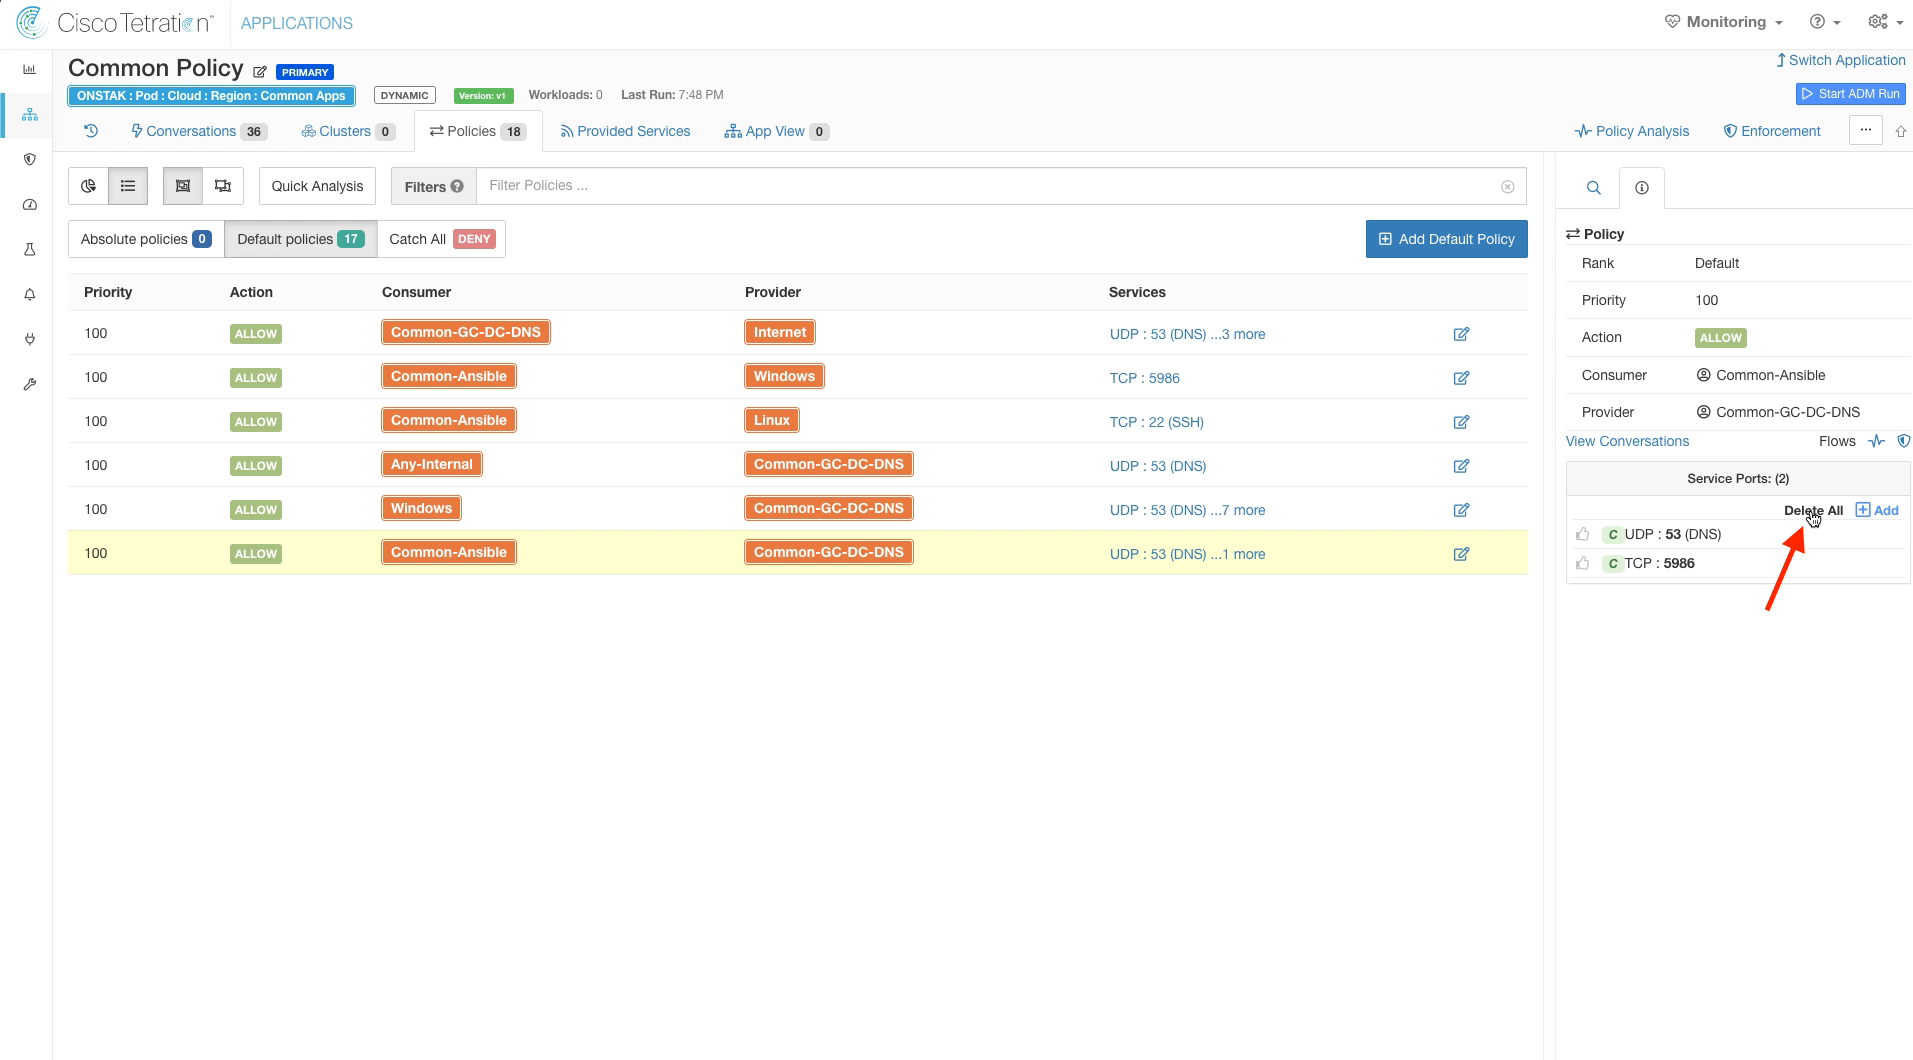 Cisco Tetration™ APPLICATIONS Monitoring
Common Policy PRIMARY Switch Application
ONSTAK : Pod : Cloud : Region : Common Apps DYNAMIC Version: v1 Workloads: 0 Last Run: 7:48 PM Start ADM Run
Conversations 36 Clusters 0 Policies 18 Provided Services App View 0 Policy Analysis Enforcement ...
Quick Analysis Filters ? Filter Policies ...
Absolute policies 0 Default policies 17 Catch All DENY Add Default Policy
Priority Action Consumer Provider Services
100 ALLOW Common-GC-DC-DNS Internet UDP : 53 (DNS) ...3 more
100 ALLOW Common-Ansible Windows TCP : 5986
100 ALLOW Common-Ansible Linux TCP : 22 (SSH)
100 ALLOW Any-Internal Common-GC-DC-DNS UDP : 53 (DNS)
100 ALLOW Windows Common-GC-DC-DNS UDP : 53 (DNS) ...7 more
100 ALLOW Common-Ansible Common-GC-DC-DNS UDP : 53 (DNS) ...1 more
Policy
Rank Default
Priority 100
Action ALLOW
Consumer Common-Ansible
Provider Common-GC-DC-DNS
View Conversations Flows
Service Ports: (2)
Delete All Add
C UDP : 53 (DNS)
C TCP : 5986